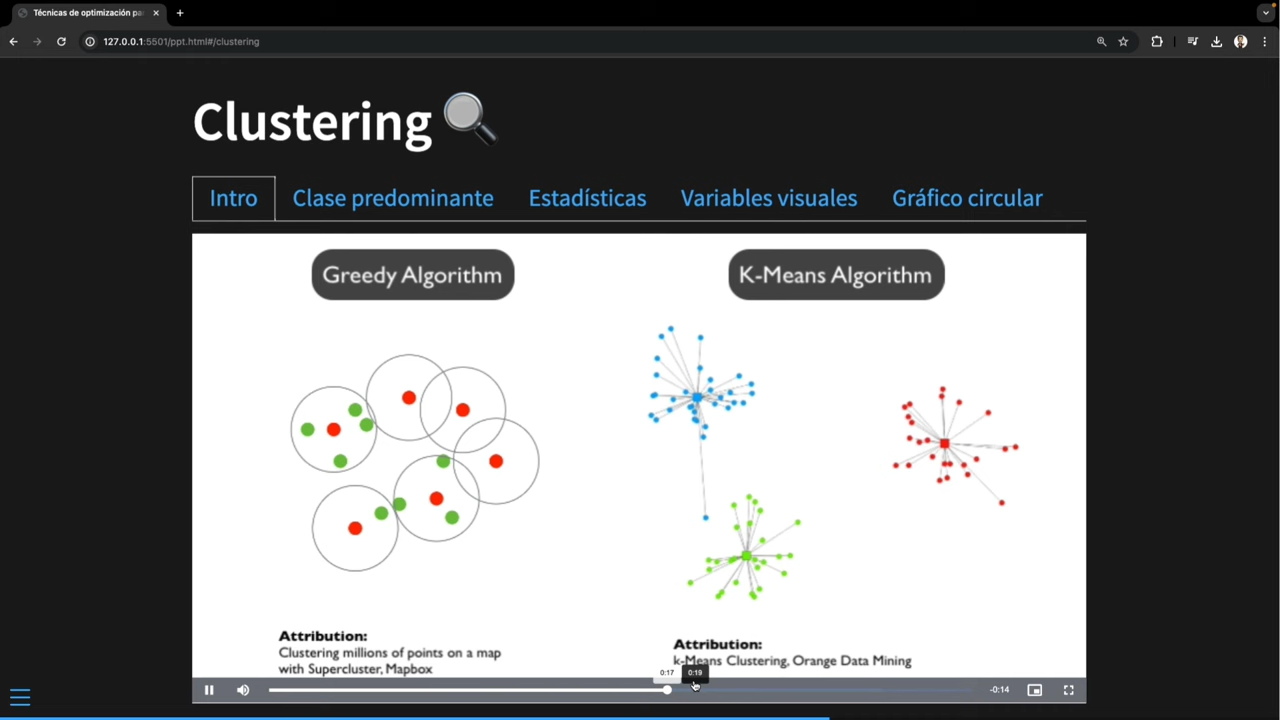 Técnicas de optimización pa
127.0.0.1:5501/ppt.html#/clustering
Clustering
Intro
Clase predominante
Estadísticas
Variables visuales
Gráfico circular
Greedy Algorithm
K-Means Algorithm
Attribution:
Clustering millions of points on a map
with Supercluster, Mapbox
Attribution:
k-Means Clustering, Orange Data Mining
0:17
0:19
-0:14